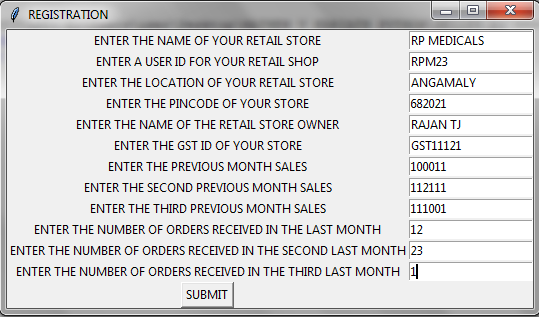 REGISTRATION
ENTER THE NAME OF YOUR RETAIL STORE RP MEDICALS
ENTER A USER ID FOR YOUR RETAIL SHOP RPM23
ENTER THE LOCATION OF YOUR RETAIL STORE ANGAMALY
ENTER THE PINCODE OF YOUR STORE 682021
ENTER THE NAME OF THE RETAIL STORE OWNER RAJAN TJ
ENTER THE GST ID OF YOUR STORE GST11121
ENTER THE PREVIOUS MONTH SALES 100011
ENTER THE SECOND PREVIOUS MONTH SALES 112111
ENTER THE THIRD PREVIOUS MONTH SALES 111001
ENTER THE NUMBER OF ORDERS RECEIVED IN THE LAST MONTH 12
ENTER THE NUMBER OF ORDERS RECEIVED IN THE SECOND LAST MONTH 23
ENTER THE NUMBER OF ORDERS RECEIVED IN THE THIRD LAST MONTH 1
SUBMIT